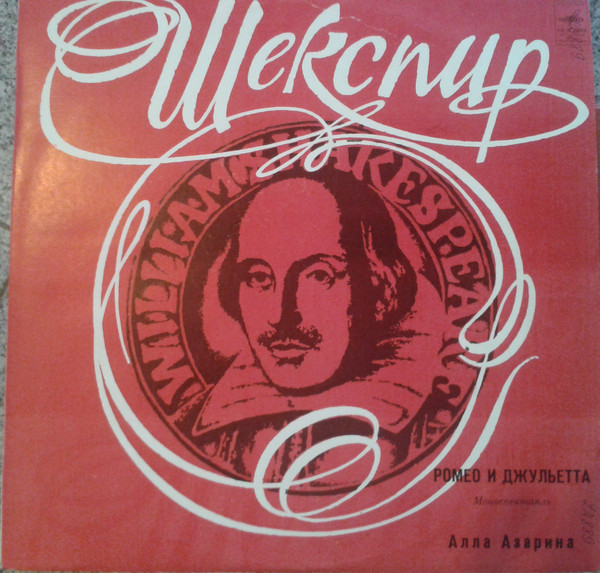 Шекспир
WILLIAM SHAKESPEARE
РОМЕО И ДЖУЛЬЕТТА
Моноспектакль
Алла Азарина